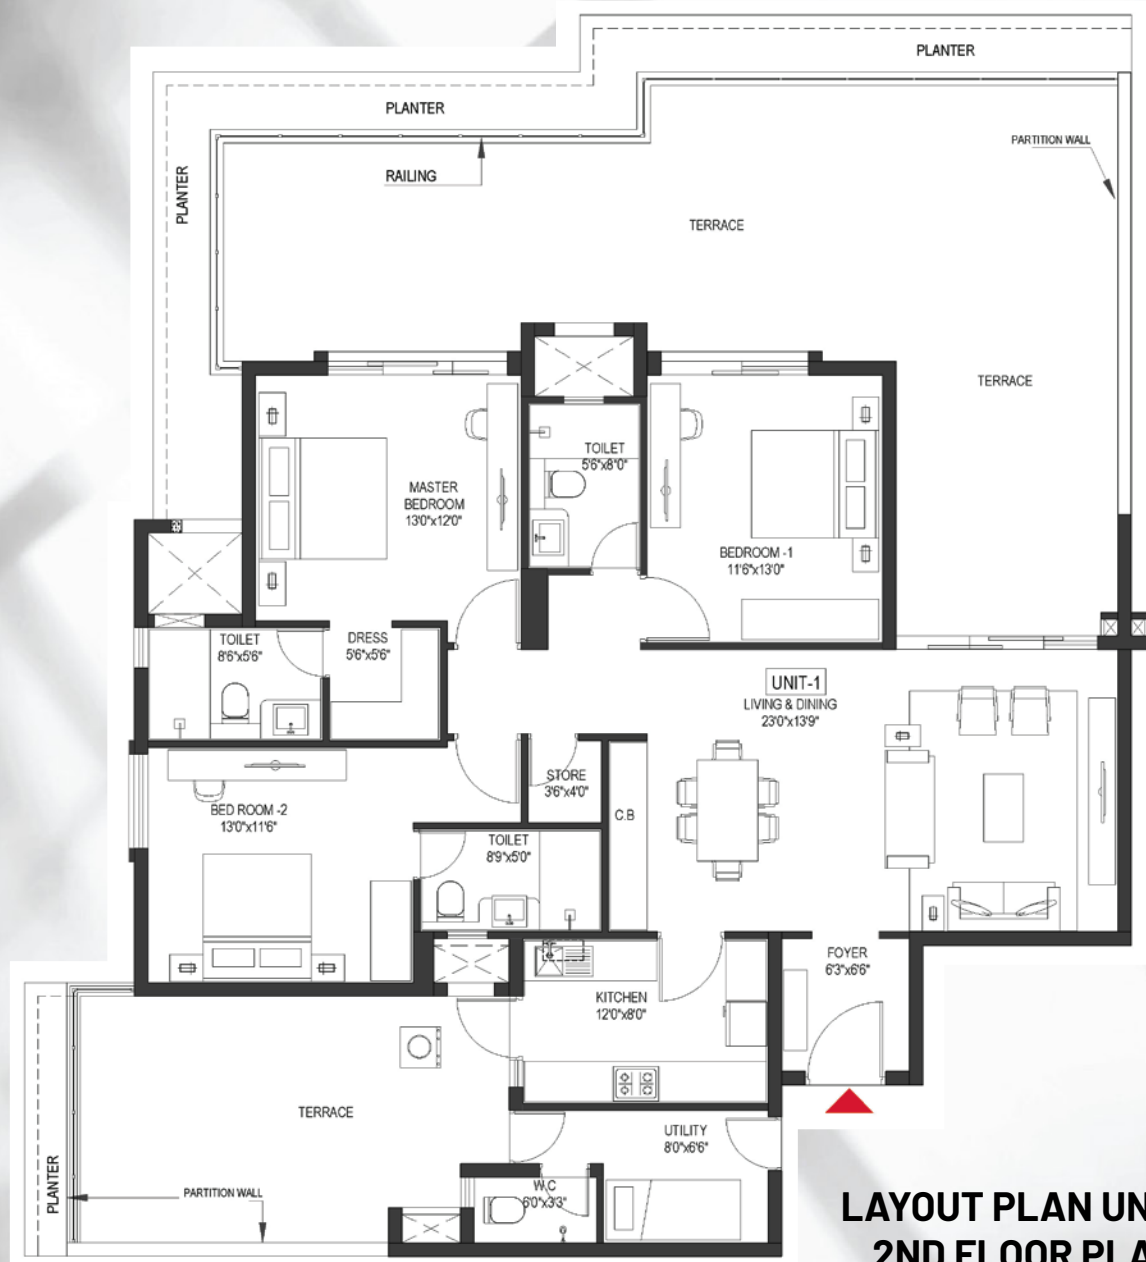 PLANTER
PLANTER
PARTITION WALL
PLANTER
RAILING
TERRACE
TERRACE
TOILET
5'6"x8'0"
MASTER
BEDROOM
13'0"x12'0"
BEDROOM -1
11'6"x13'0"
TOILET
8'6"x5'6"
DRESS
5'6"x5'6"
UNIT-1
LIVING & DINING
23'0"x13'9"
STORE
3'6"x4'0"
BED ROOM -2
13'0"x11'6"
C.B
TOILET
8'9"x5'0"
FOYER
6'3"x6'6"
KITCHEN
12'0"x8'0"
TERRACE
UTILITY
8'0"x6'6"
PLANTER
PARTITION WALL
W.C
6'0"x3'3"
LAYOUT PLAN
2ND FLOOR